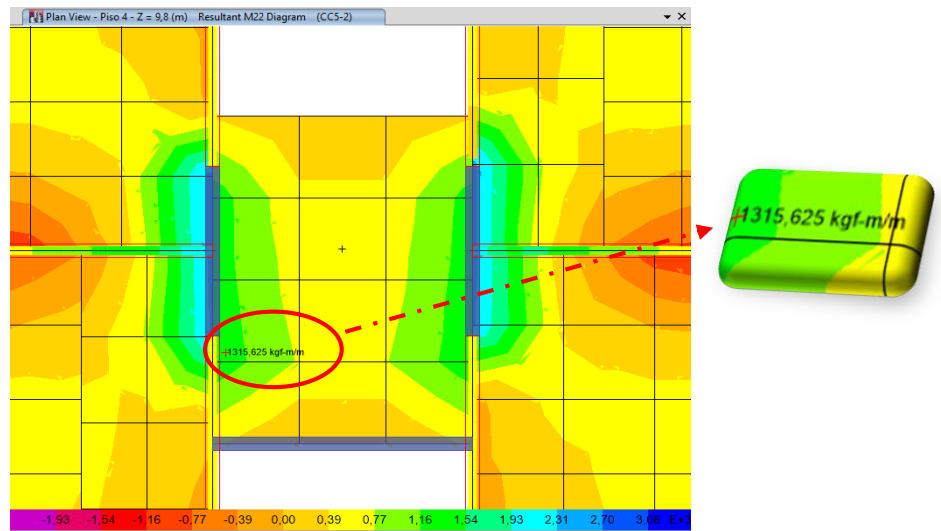 Plan View - Piso 4 - Z = 9,8 (m) Resultant M22 Diagram (CC5-2)
1315,625 kgf-m/m
1315,625 kgf-m/m
-1,93 -1,54 -1,16 -0,77 -0,39 0,00 0,39 0,77 1,16 1,54 1,93 2,31 2,70 3,08